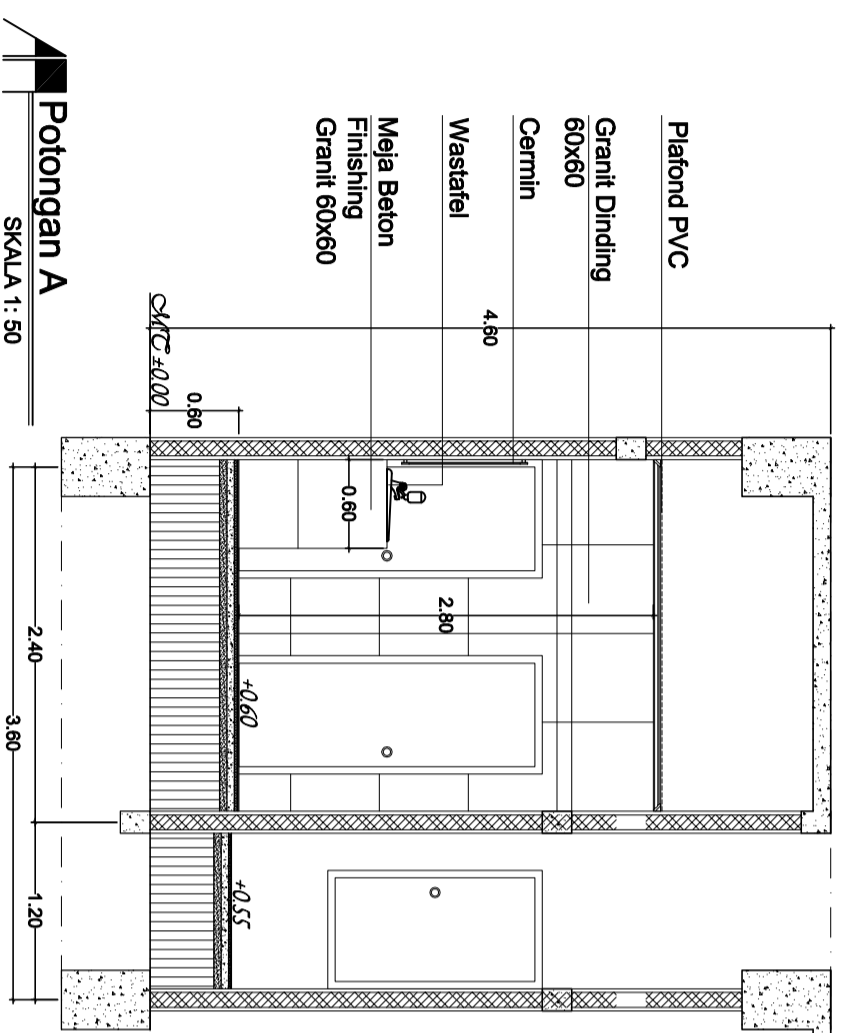 Plafond PVC
Granit Dinding
60x60
Cermin
Wastafel
Meja Beton
Finishing
Granit 60x60
4.60
MT ±0.00
0.60
0.60
2.80
+0.60
+0.55
2.40
1.20
3.60
Potongan A
SKALA 1: 50